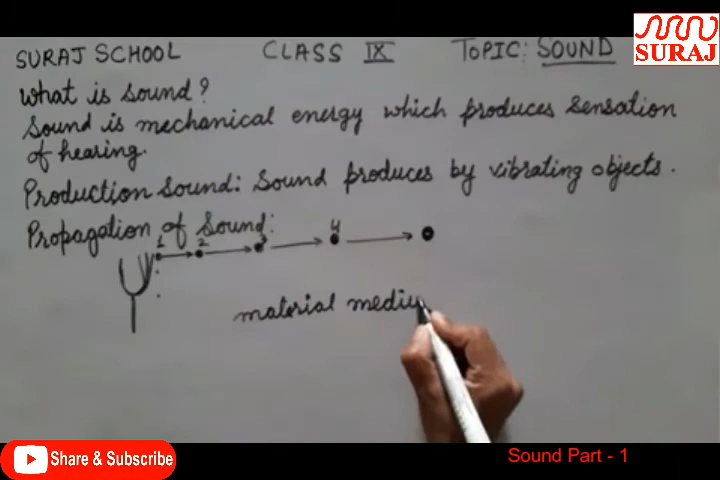 SURAJ
SURAJ SCHOOL CLASS IX TOPIC: SOUND
What is sound?
Sound is mechanical energy which produces sensation
of hearing.
Production Sound: Sound produces by vibrating objects.
Propagation of Sound:
1 2 3 4
material mediu
Share & Subscribe
Sound Part - 1